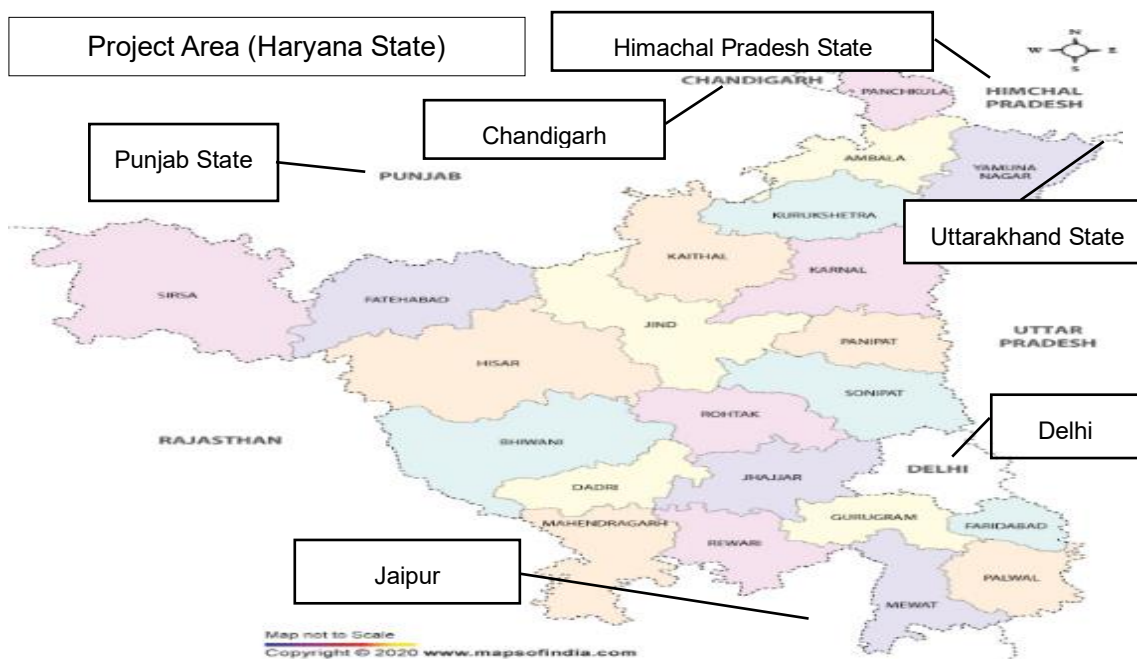 Project Area (Haryana State)
Himachal Pradesh State
N
W E
S
CHANDIGARH
PANCHKULA
HIMCHAL
PRADESH
Chandigarh
Punjab State
PUNJAB
AMBALA
YAMUNA
NAGAR
KURUKSHETRA
Uttarakhand State
KAITHAL
KARNAL
SIRSA
FATEHABAD
JIND
UTTAR
PRADESH
PANIPAT
HISAR
SONIPAT
ROHTAK
RAJASTHAN
BHIWANI
Delhi
DELHI
JHAJJAR
DADRI
MAHENDRAGARH
GURUGRAM
FARIDABAD
REWARI
Jaipur
PALWAL
MEWAT
Map not to Scale
Copyright © 2020 www.mapsofindia.com